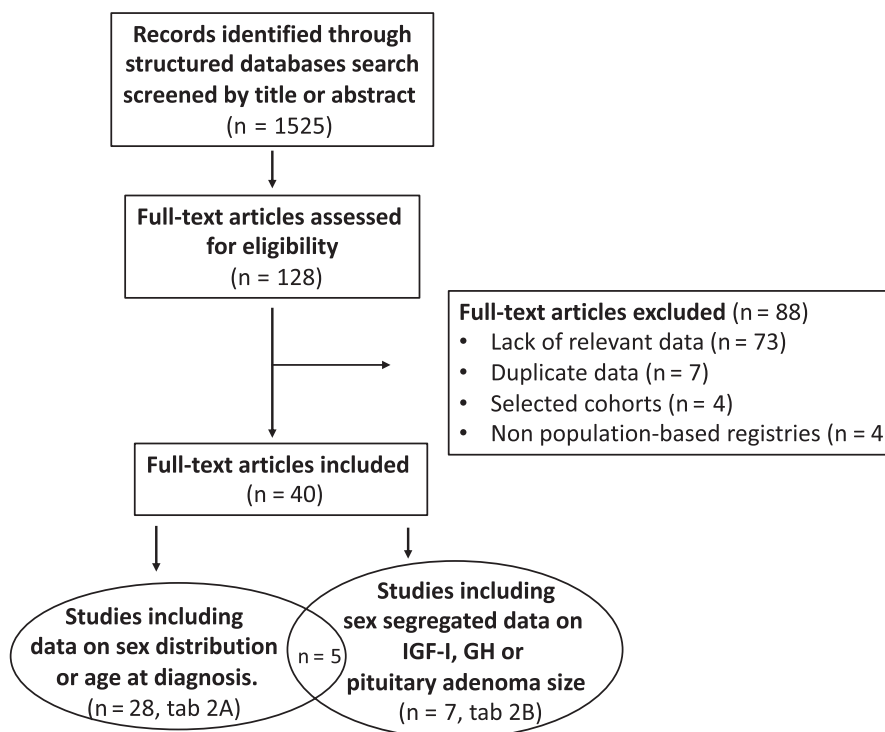 Records identified through
structured databases search
screened by title or abstract
(n = 1525)
Full-text articles assessed
for eligibility
(n = 128)
Full-text articles excluded (n = 88)
• Lack of relevant data (n = 73)
• Duplicate data (n = 7)
• Selected cohorts (n = 4)
• Non population-based registries (n = 4
Full-text articles included
(n = 40)
Studies including
data on sex distribution
or age at diagnosis.
(n = 28, tab 2A)
n = 5
Studies including
sex segregated data on
IGF-I, GH or
pituitary adenoma size
(n = 7, tab 2B)